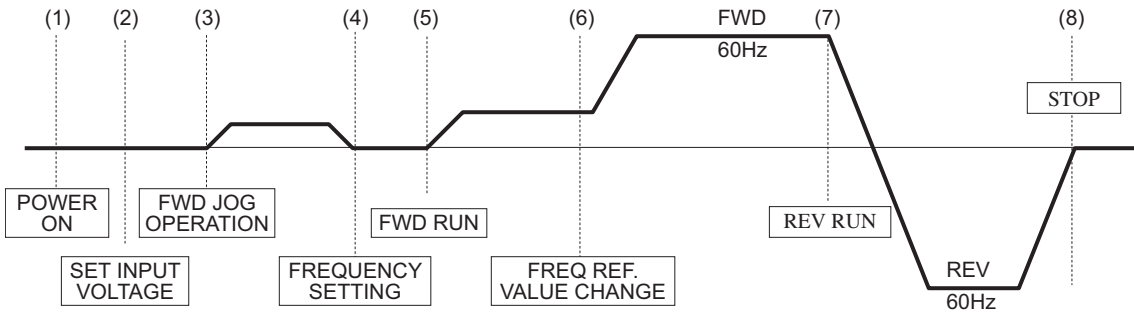 (1)
(2)
(3)
(4)
(5)
(6)
FWD
(7)
(8)
60Hz
STOP
POWER
ON
FWD JOG
OPERATION
FWD RUN
REV RUN
SET INPUT
VOLTAGE
FREQUENCY
SETTING
FREQ REF.
VALUE CHANGE
REV
60Hz